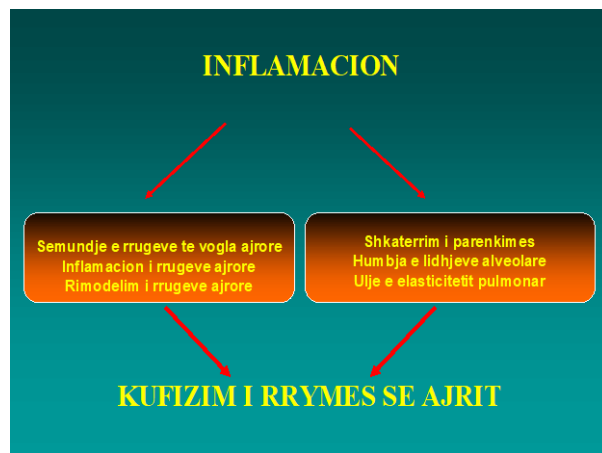 INFLAMACION
Semundje e rrugeve te vogla ajrore
Inflamacion i rrugeve ajrore
Rimodelim i rrugeve ajrore
Shkaterrim i parenkimes
Humbja e lidhjeve alveolare
Ulje e elasticitetit pulmonar
KUFIZIM I RRYMES SE AJRIT